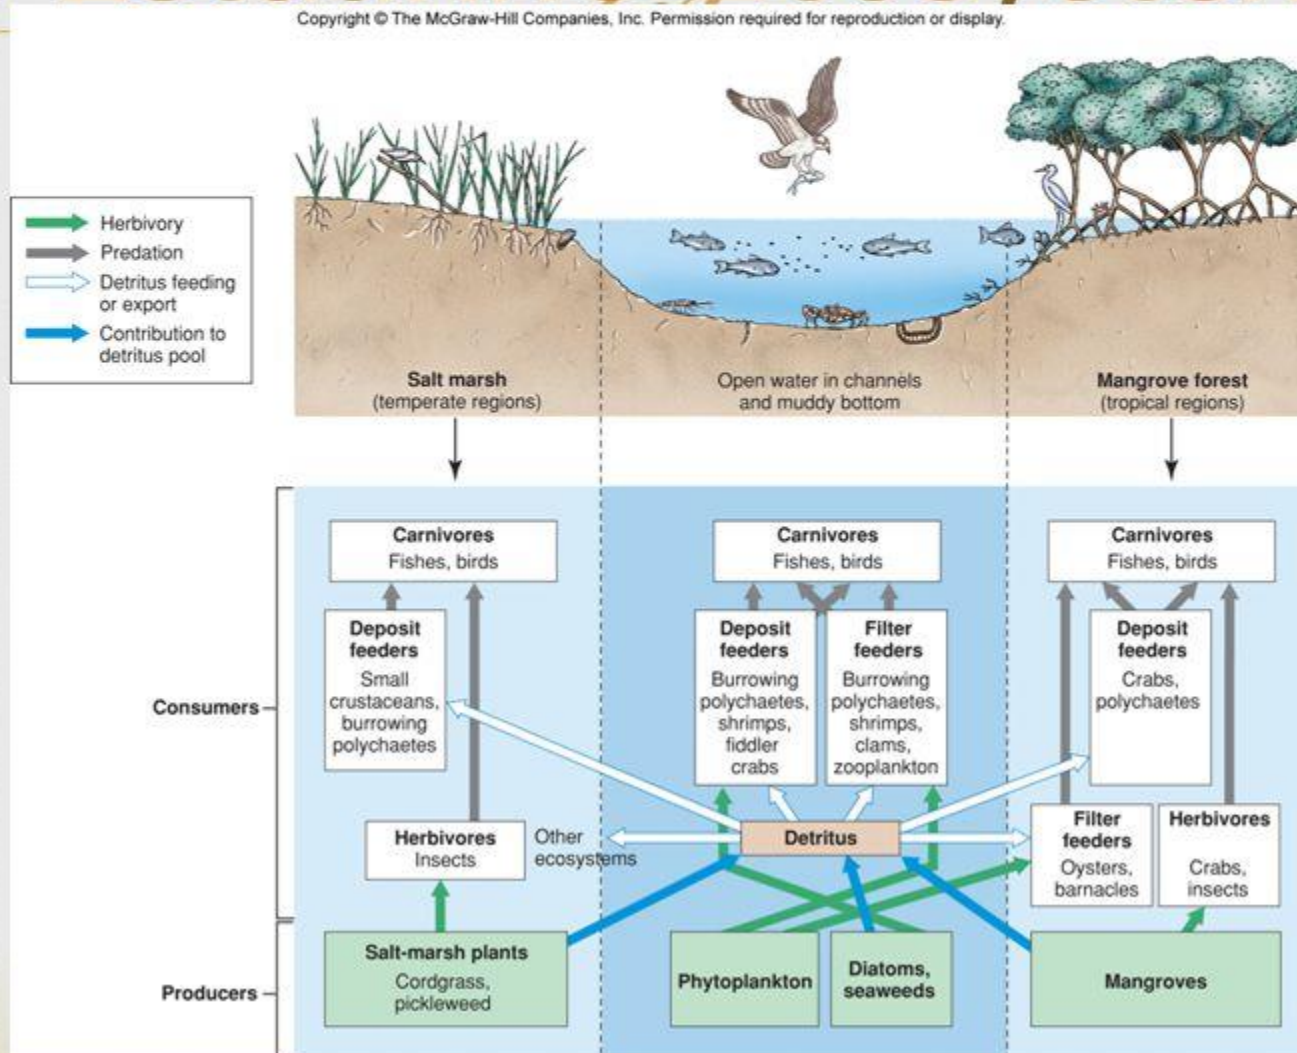 Copyright © The McGraw-Hill Companies, Inc. Permission required for reproduction or display.
Herbivory
Predation
Detritus feeding
or export
Contribution to
detritus pool
Salt marsh
(temperate regions)
Open water in channels
and muddy bottom
Mangrove forest
(tropical regions)
Consumers
Producers
Carnivores
Fishes, birds
Deposit
feeders
Small
crustaceans,
burrowing
polychaetes
Herbivores
Insects
Other
ecosystems
Salt-marsh plants
Cordgrass,
pickleweed
Carnivores
Fishes, birds
Deposit
feeders
Burrowing
polychaetes,
shrimps,
fiddler
crabs
Filter
feeders
Burrowing
polychaetes,
shrimps,
clams,
zooplankton
Detritus
Phytoplankton
Diatoms,
seaweeds
Carnivores
Fishes, birds
Deposit
feeders
Crabs,
polychaetes
Filter
feeders
Oysters,
barnacles
Herbivores
Crabs,
insects
Mangroves